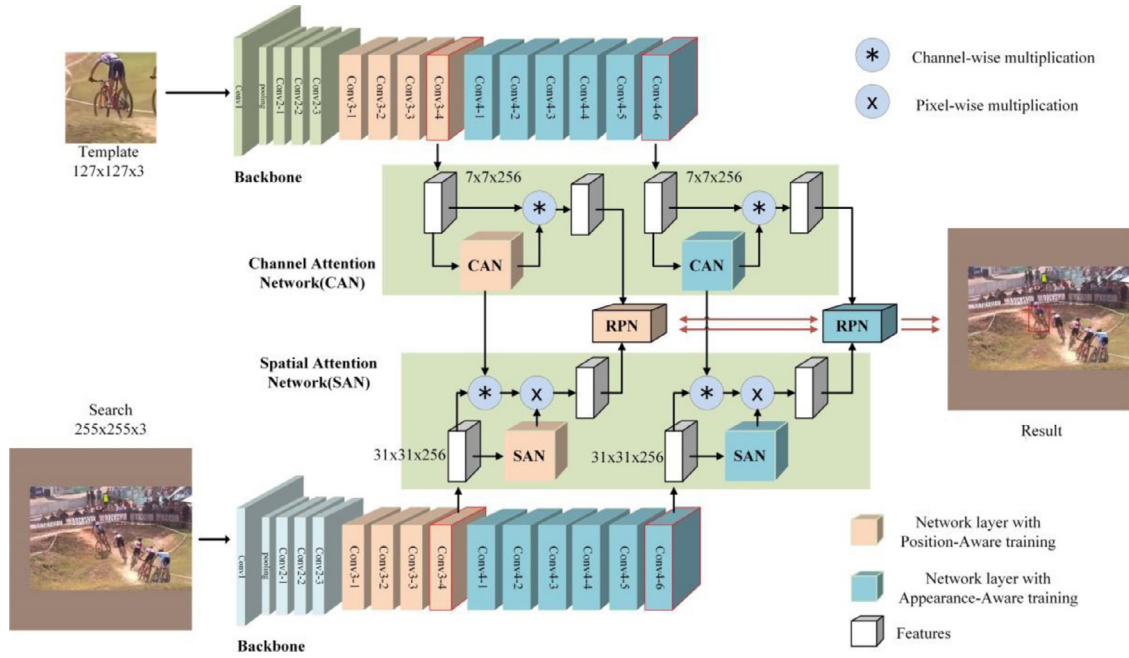 Template
127x127x3
Backbone
Conv1
pooling
Conv2-1
Conv2-2
Conv2-3
Conv3-1
Conv3-2
Conv3-3
Conv3-4
Conv4-1
Conv4-2
Conv4-3
Conv4-4
Conv4-5
Conv4-6
*
Channel-wise multiplication
x
Pixel-wise multiplication
7x7x256
*
CAN
7x7x256
*
CAN
Channel Attention
Network(CAN)
RPN
RPN
Spatial Attention
Network(SAN)
*
x
31x31x256
SAN
*
x
31x31x256
SAN
Result
Search
255x255x3
Conv1
pooling
Conv2-1
Conv2-2
Conv2-3
Conv3-1
Conv3-2
Conv3-3
Conv3-4
Conv4-1
Conv4-2
Conv4-3
Conv4-4
Conv4-5
Conv4-6
Backbone
Network layer with
Position-Aware training
Network layer with
Appearance-Aware training
Features